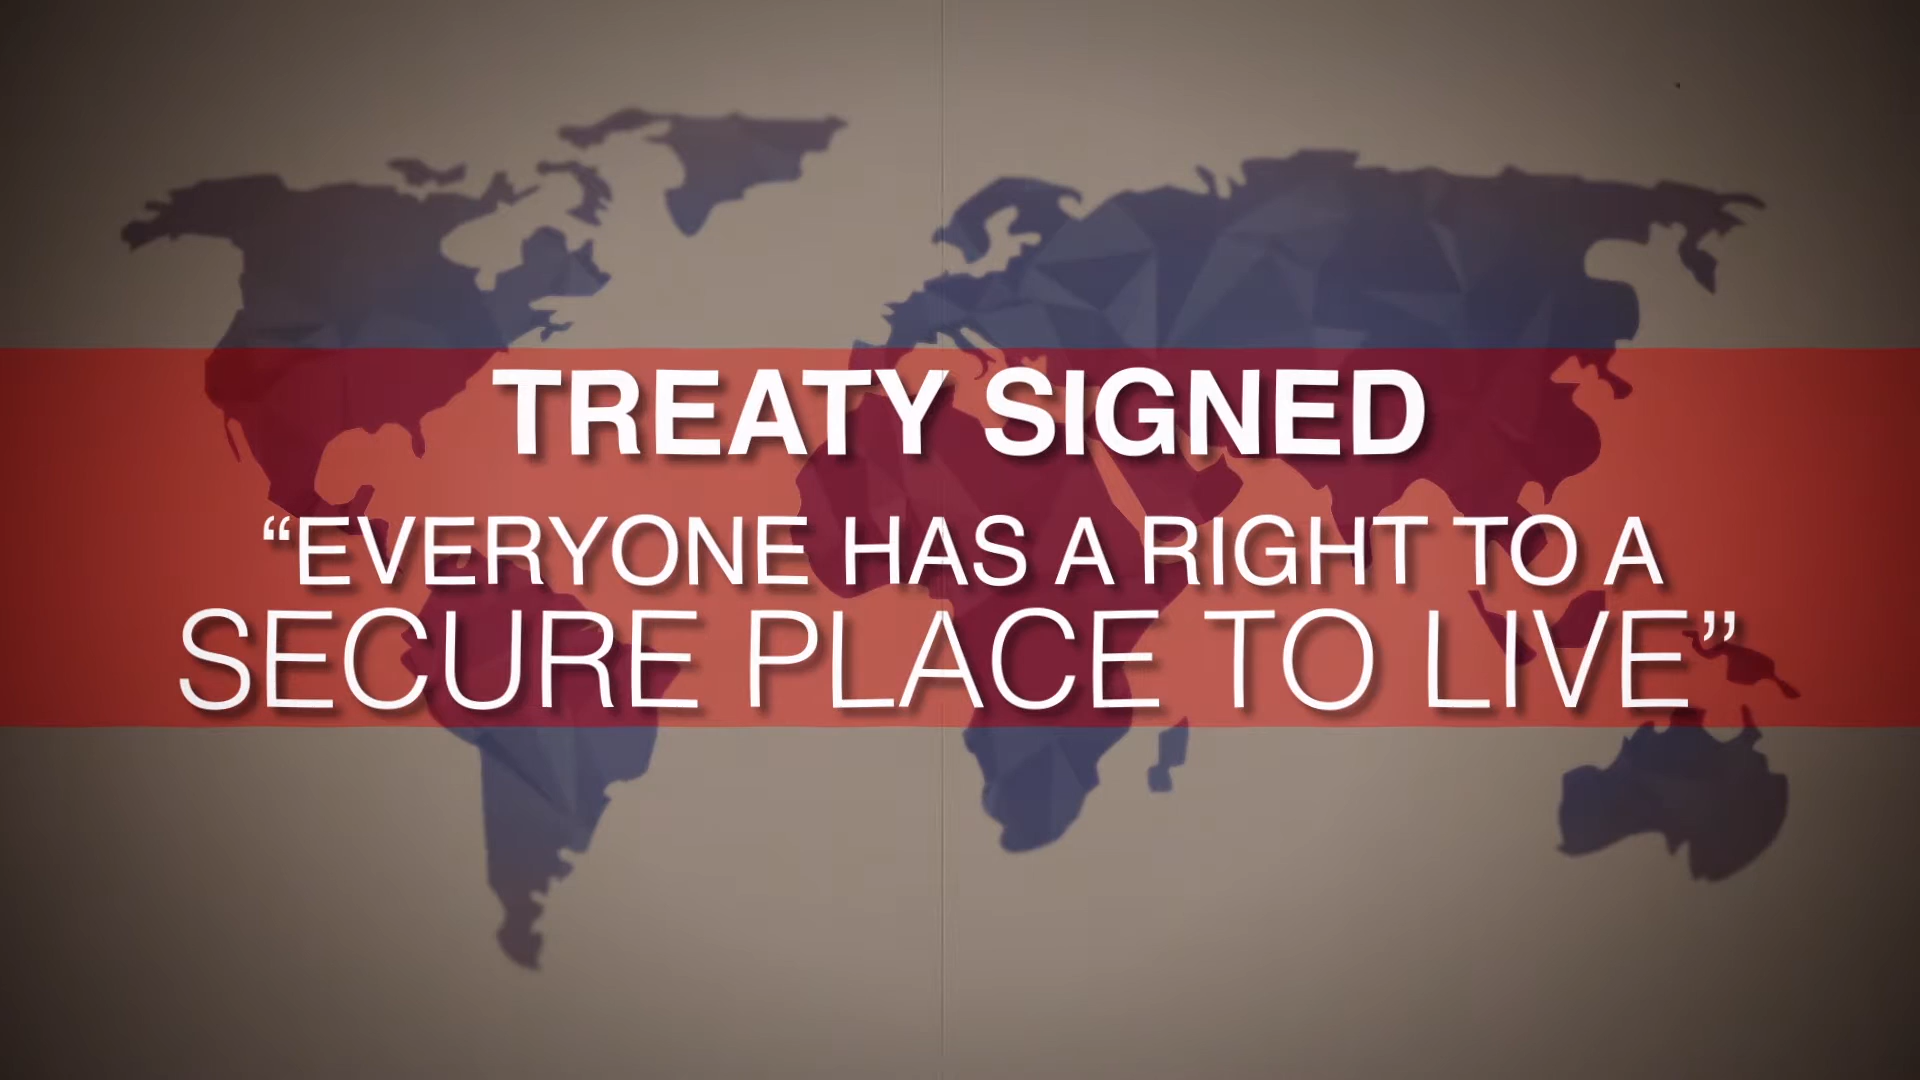 TREATY SIGNED
“EVERYONE HAS A RIGHT TO A
SECURE PLACE TO LIVE”